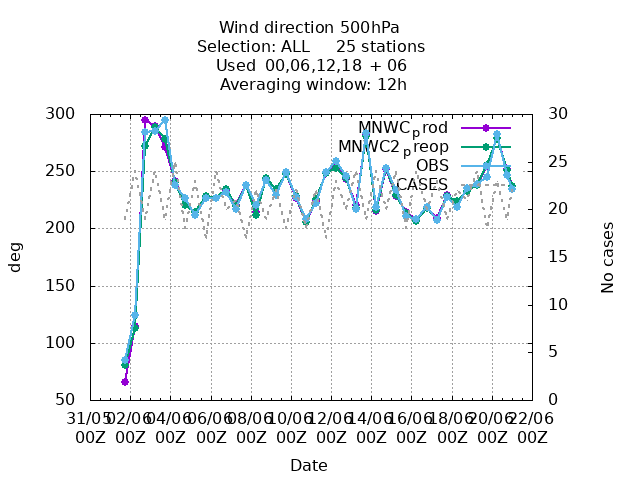 Wind direction 500hPa
Selection: ALL 25 stations
Used 00,06,12,18 + 06
Averaging window: 12h
300
250
200
150
100
50
deg
30
25
20
15
10
5
0
No cases
MNWC_prod
MNWC2_preop
OBS
CASES
31/05 02/06 04/06 06/06 08/06 10/06 12/06 14/06 16/06 18/06 20/06 22/06
00Z 00Z 00Z 00Z 00Z 00Z 00Z 00Z 00Z 00Z 00Z 00Z
Date